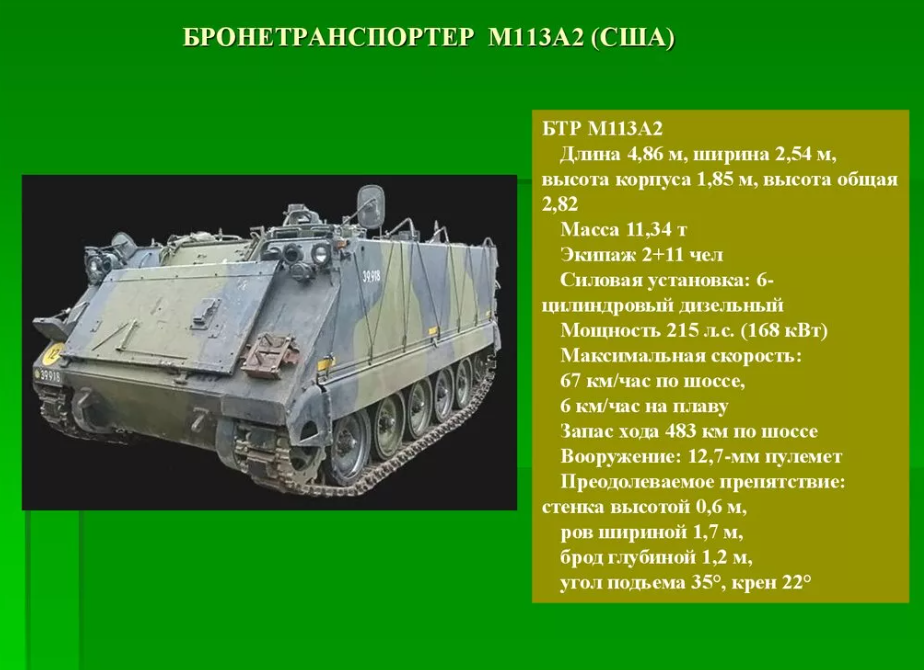 БРОНЕТРАНСПОРТЕР М113А2 (США)
БТР М113А2
Длина 4,86 м, ширина 2,54 м,
высота корпуса 1,85 м, высота общая
2,82
Масса 11,34 т
Экипаж 2+11 чел
Силовая установка: 6-
цилиндровый дизельный
Мощность 215 л.с. (168 кВт)
Максимальная скорость:
67 км/час по шоссе,
6 км/час на плаву
Запас хода 483 км по шоссе
Вооружение: 12,7-мм пулемет
Преодолеваемое препятствие:
стенка высотой 0,6 м,
ров шириной 1,7 м,
брод глубиной 1,2 м,
угол подъема 35°, крен 22°
39918
12
39918